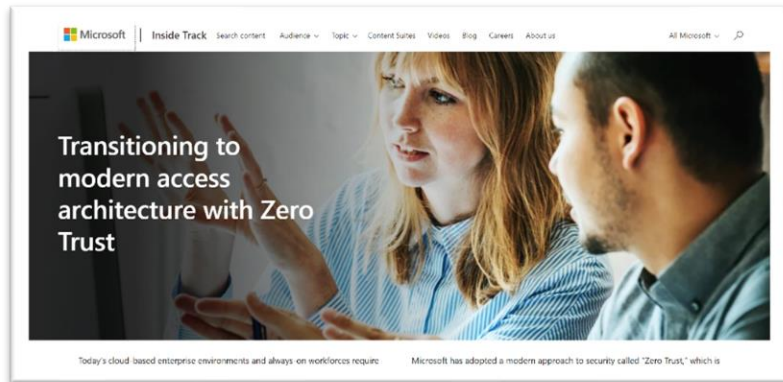 Microsoft | Inside Track Search content Audience Topic Content Suites Videos Blog Careers About us All Microsoft
Transitioning to
modern access
architecture with Zero
Trust
Today's cloud-based enterprise environments and always-on workforces require
Microsoft has adopted a modern approach to security called "Zero Trust," which is